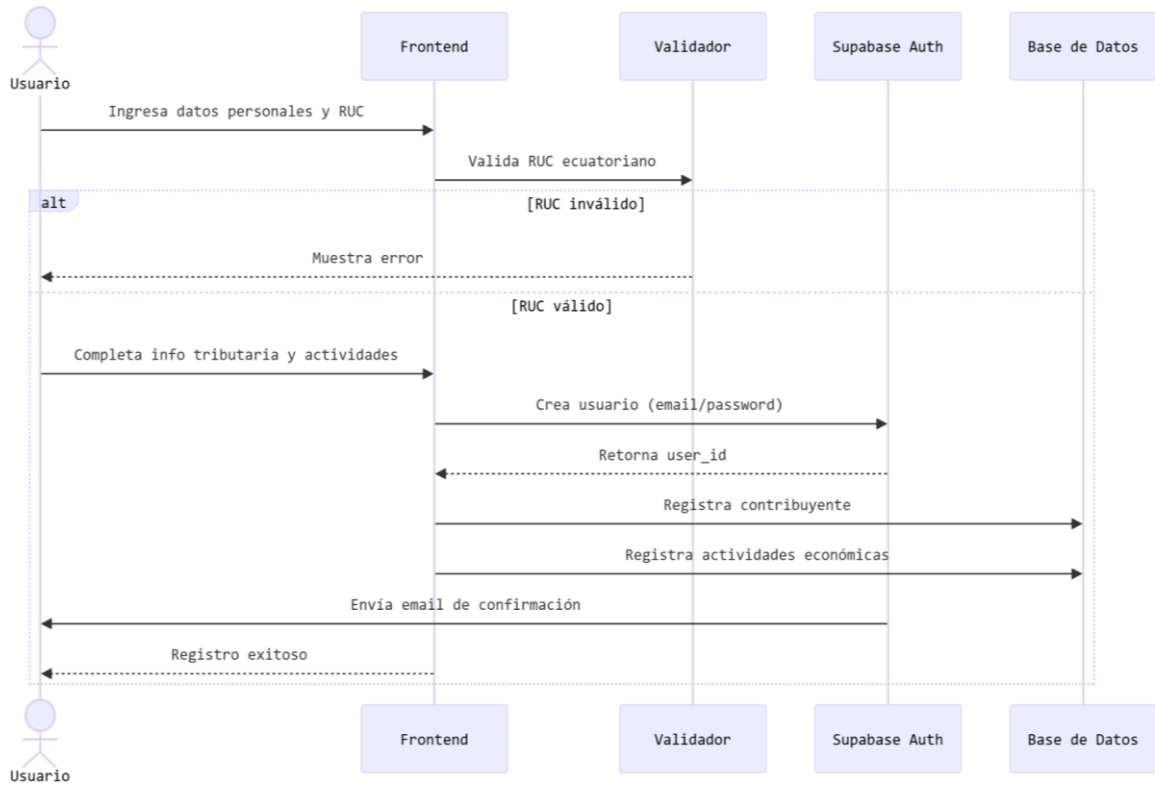 Usuario
Frontend
Validador
Supabase Auth
Base de Datos
Ingresa datos personales y RUC
Valida RUC ecuatoriano
alt
[RUC inválido]
Muestra error
[RUC válido]
Completa info tributaria y actividades
Crea usuario (email/password)
Retorna user_id
Registra contribuyente
Registra actividades económicas
Envía email de confirmación
Registro exitoso
Usuario
Frontend
Validador
Supabase Auth
Base de Datos